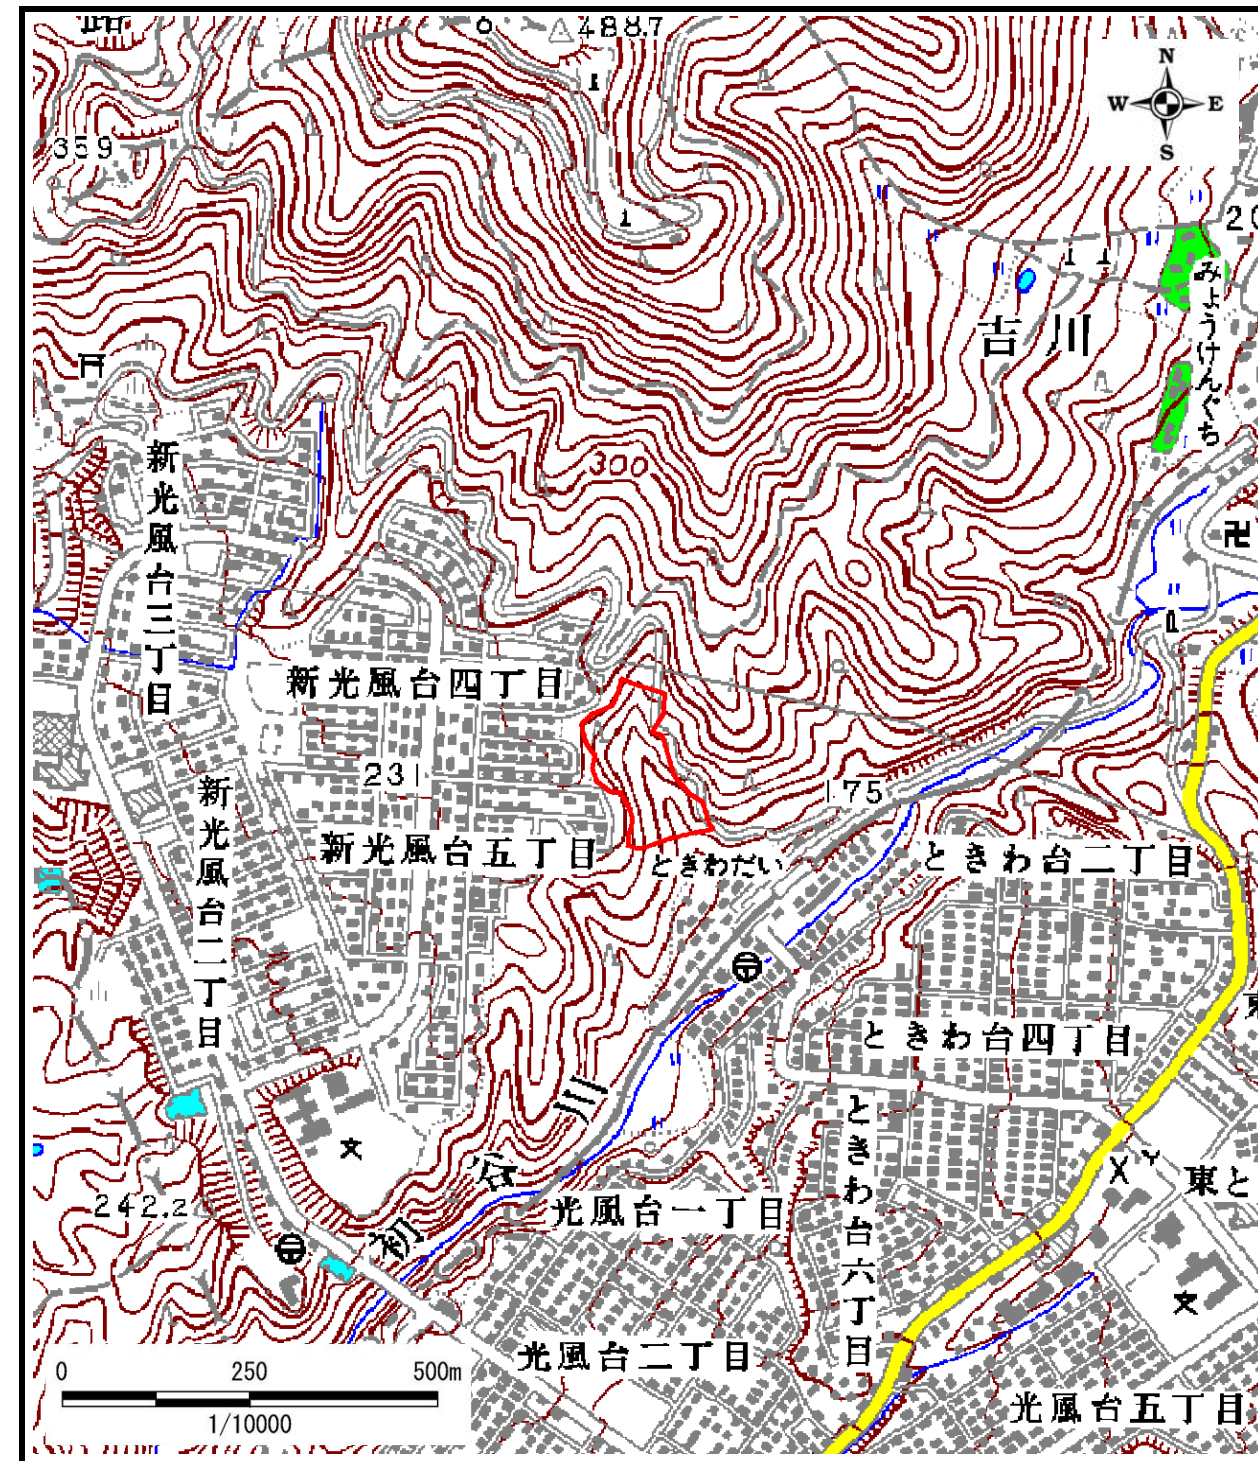 488.7
N
W
E
S
359
1
1
11
みょうけんぐち
吉川
300
新光風台三丁目
新光風台四丁目
231
175
新光風台二丁目
新光風台五丁目
ときわだい
ときわ台二丁目
ときわ台四丁目
川
谷
初
ときわ台六丁目
242.2
光風台一丁目
東と
光風台二丁目
光風台五丁目
0
250
500m
1/10000